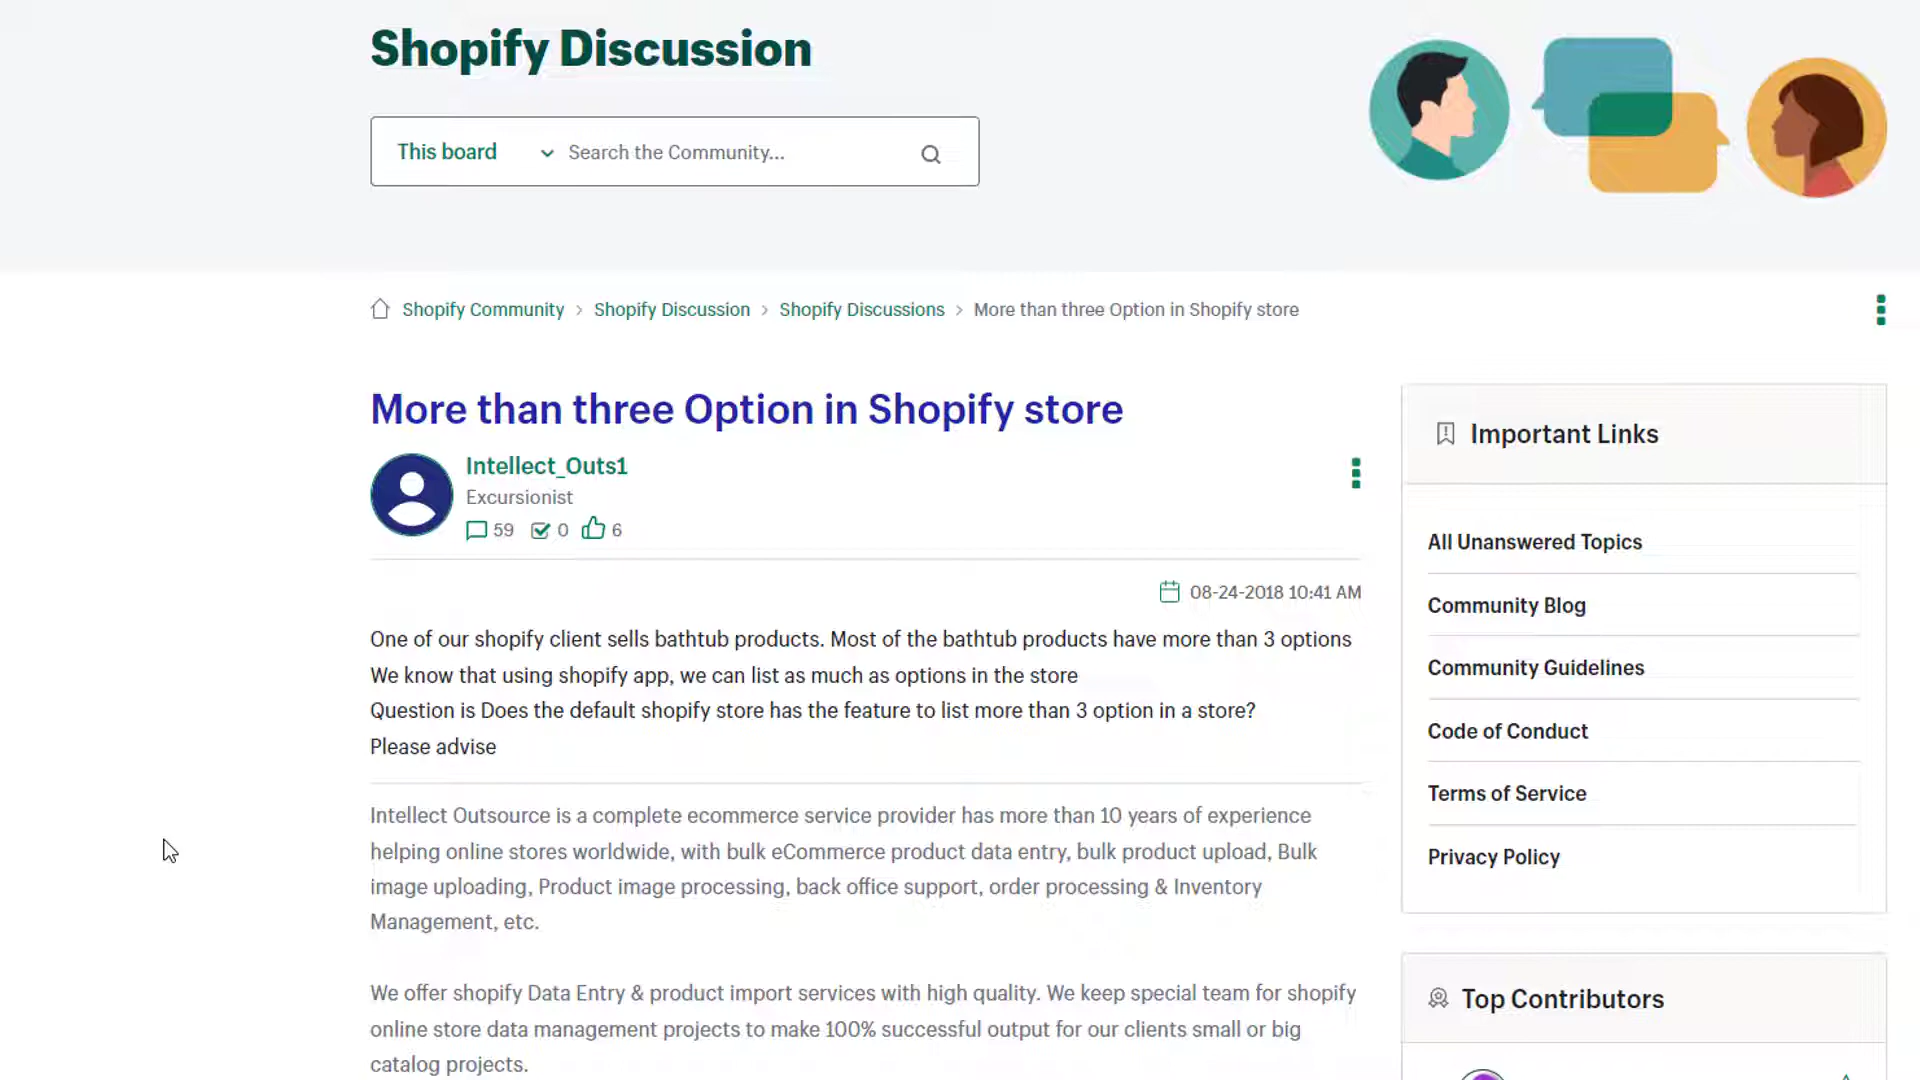 Shopify Discussion
This board Search the Community...
Shopify Community > Shopify Discussion > Shopify Discussions > More than three Option in Shopify store
More than three Option in Shopify store
Intellect_Outs1
Excursionist
59 0 6
08-24-2018 10:41 AM
One of our shopify client sells bathtub products. Most of the bathtub products have more than 3 options
We know that using shopify app, we can list as much as options in the store
Question is Does the default shopify store has the feature to list more than 3 option in a store?
Please advise
Intellect Outsource is a complete ecommerce service provider has more than 10 years of experience
helping online stores worldwide, with bulk eCommerce product data entry, bulk product upload, Bulk
image uploading, Product image processing, back office support, order processing & Inventory
Management, etc.
We offer shopify Data Entry & product import services with high quality. We keep special team for shopify
online store data management projects to make 100% successful output for our clients small or big
catalog projects.
Important Links
All Unanswered Topics
Community Blog
Community Guidelines
Code of Conduct
Terms of Service
Privacy Policy
Top Contributors